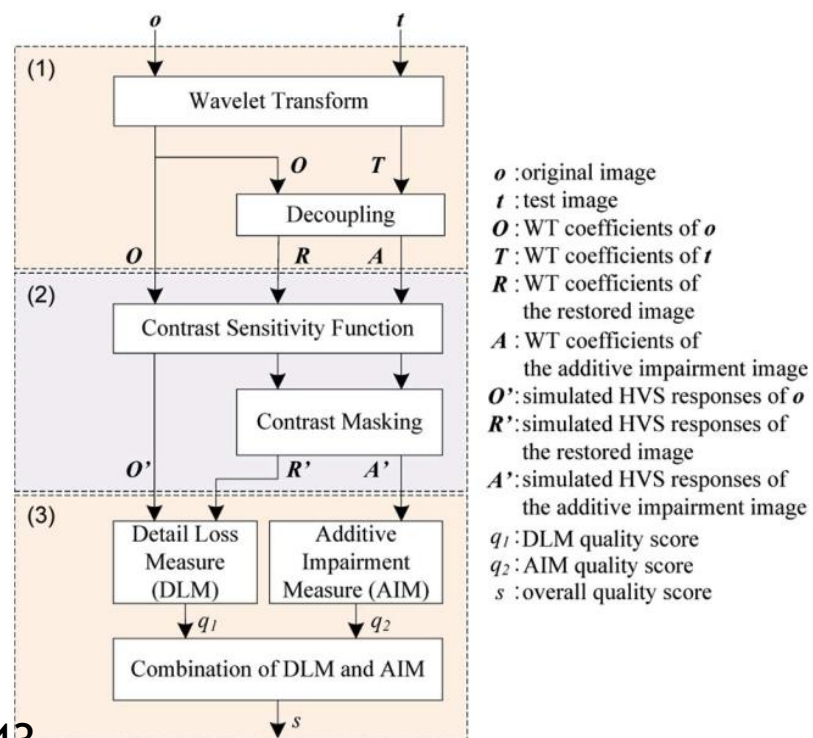 o
t
(1)
Wavelet Transform
O
T
Decoupling
O
R
A
(2)
Contrast Sensitivity Function
Contrast Masking
O’
R’
A’
(3)
Detail Loss
Measure
(DLM)
Additive
Impairment
Measure (AIM)
q1
q2
Combination of DLM and AIM
s
o :original image
t :test image
O : WT coefficients of o
T : WT coefficients of t
R : WT coefficients of
the restored image
A : WT coefficients of
the additive impairment image
O’:simulated HVS responses of o
R’:simulated HVS responses of
the restored image
A’:simulated HVS responses of
the additive impairment image
q1 :DLM quality score
q2 :AIM quality score
s :overall quality score